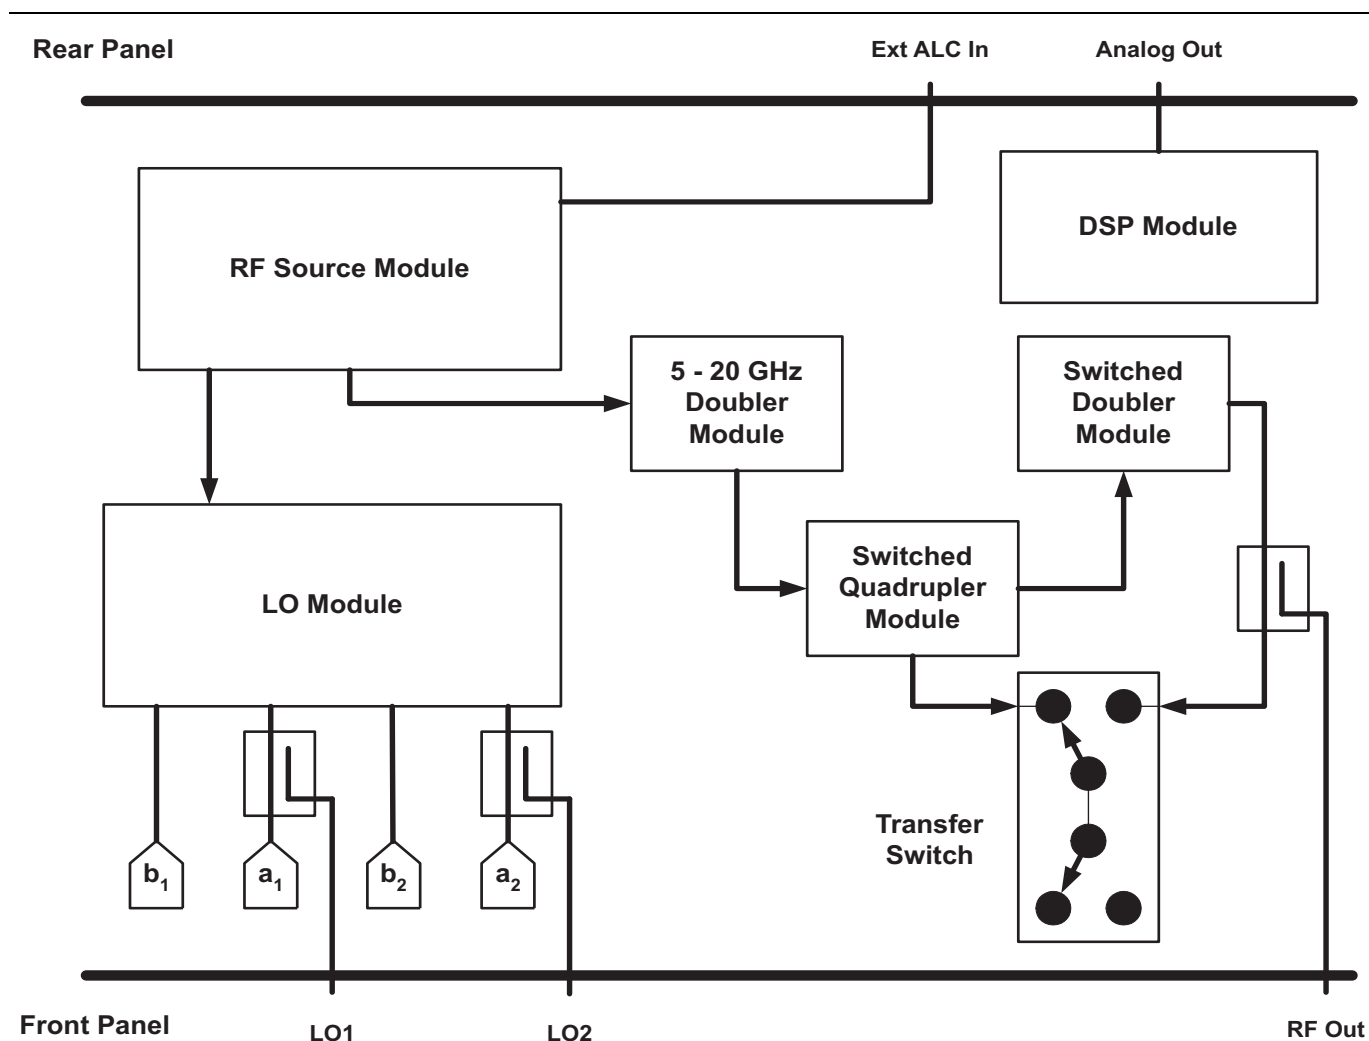 Rear Panel
Ext ALC In
Analog Out
RF Source Module
DSP Module
5 - 20 GHz
Doubler
Module
Switched
Doubler
Module
Switched
Quadrupler
Module
LO Module
Transfer
Switch
b1
a1
b2
a2
Front Panel
LO1
LO2
RF Out